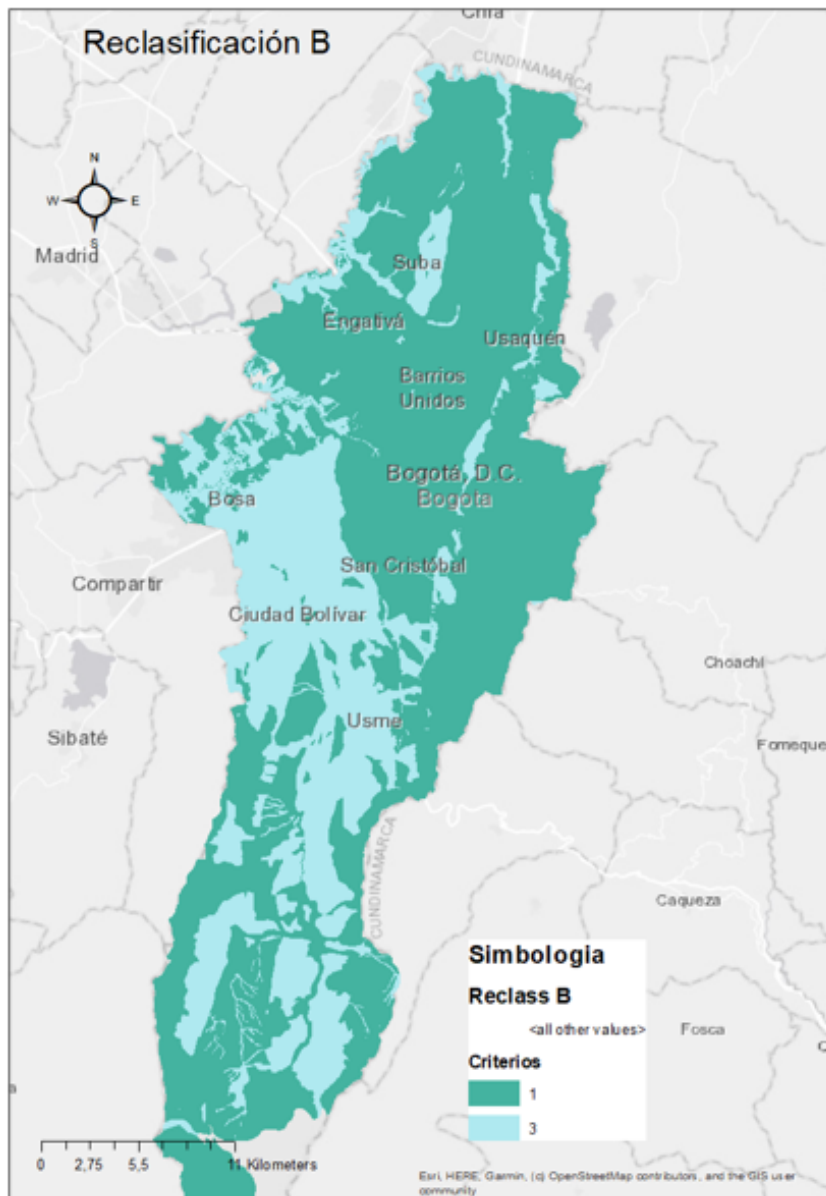 Chía
Reclasificación B
CUNDINAMARCA
N
W
E
S
Madrid
Suba
Engativá
Usaquén
Barrios
Unidos
Bogotá, D.C.
Bogota
Bosa
San Cristóbal
Compartir
Ciudad Bolívar
Choachí
Usme
Sibaté
Fomeque
CUNDINAMARCA
Caqueza
Simbologia
Reclass B
<all other values>
Fosca
Criterios
1
3
0 2,75 5,5 11 Kilometers
Esri, HERE, Garmin, (c) OpenStreetMap contributors, and the GIS user
community